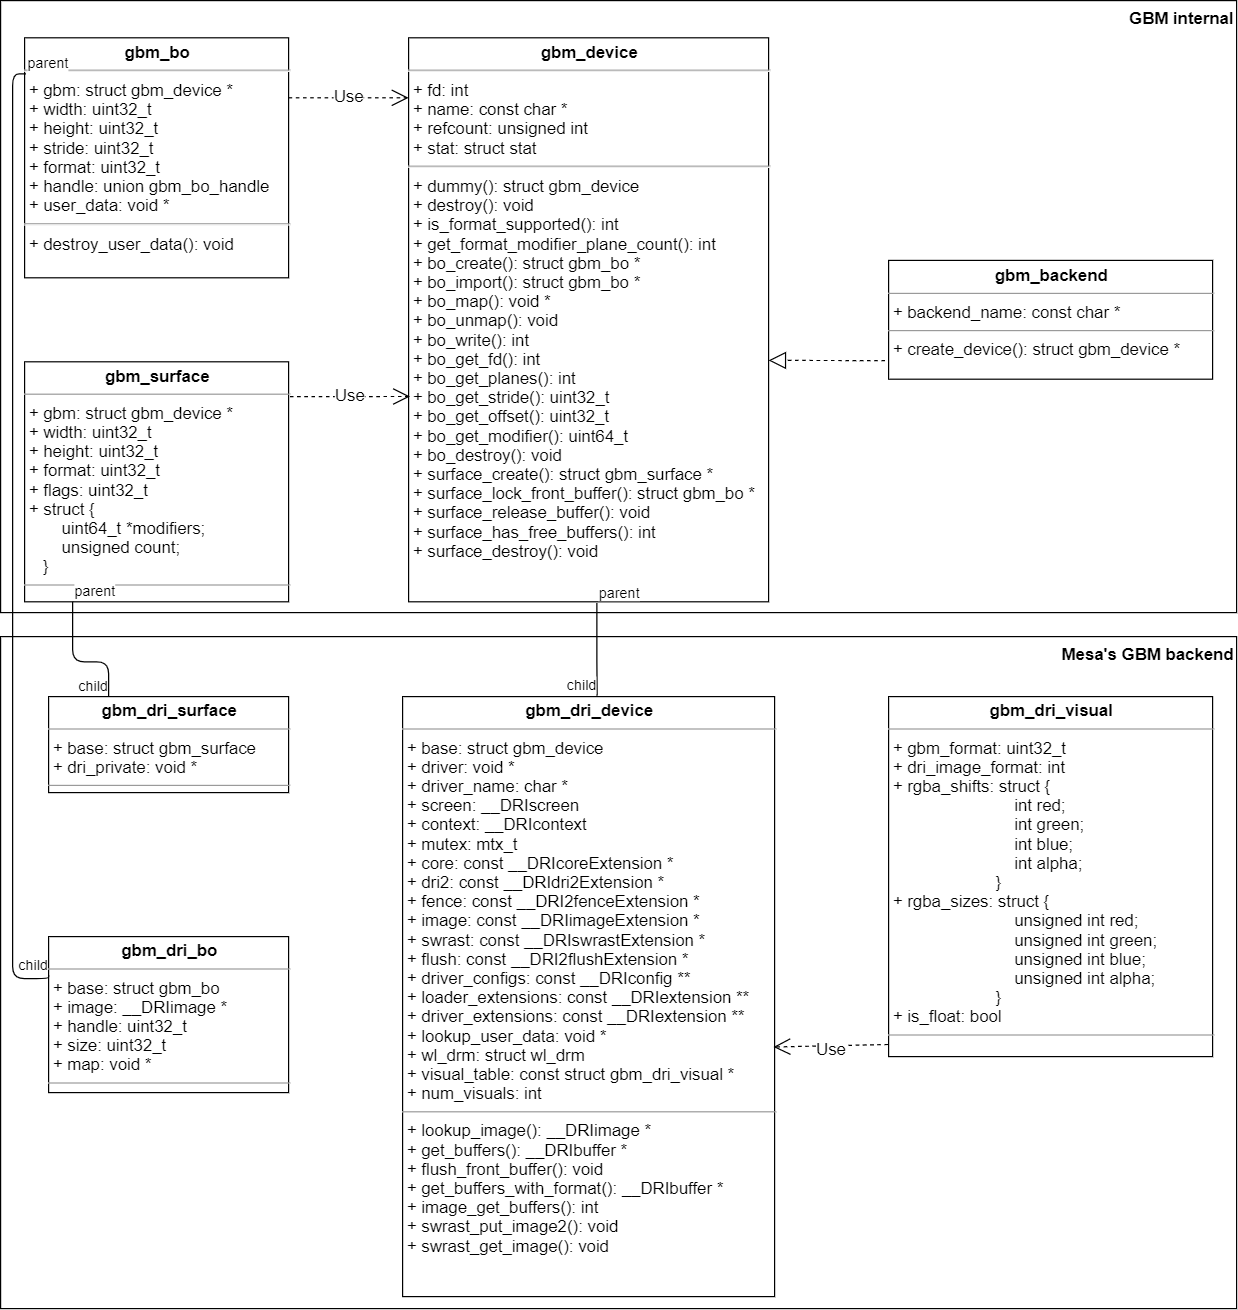 GBM internal
gbm_bo
parent
+ gbm: struct gbm_device *
+ width: uint32_t
+ height: uint32_t
+ stride: uint32_t
+ format: uint32_t
+ handle: union gbm_bo_handle
+ user_data: void *
+ destroy_user_data(): void
Use
gbm_device
+ fd: int
+ name: const char *
+ refcount: unsigned int
+ stat: struct stat
+ dummy(): struct gbm_device
+ destroy(): void
+ is_format_supported(): int
+ get_format_modifier_plane_count(): int
+ bo_create(): struct gbm_bo *
+ bo_import(): struct gbm_bo *
+ bo_map(): void *
+ bo_unmap(): void
+ bo_write(): int
+ bo_get_fd(): int
+ bo_get_planes(): int
+ bo_get_stride(): uint32_t
+ bo_get_offset(): uint32_t
+ bo_get_modifier(): uint64_t
+ bo_destroy(): void
+ surface_create(): struct gbm_surface *
+ surface_lock_front_buffer(): struct gbm_bo *
+ surface_release_buffer(): void
+ surface_has_free_buffers(): int
+ surface_destroy(): void
parent
gbm_backend
+ backend_name: const char *
+ create_device(): struct gbm_device *
gbm_surface
+ gbm: struct gbm_device *
+ width: uint32_t
+ height: uint32_t
+ format: uint32_t
+ flags: uint32_t
+ struct {
uint64_t *modifiers;
unsigned count;
}
parent
Use
Mesa's GBM backend
child
gbm_dri_surface
+ base: struct gbm_surface
+ dri_private: void *
child
gbm_dri_bo
+ base: struct gbm_bo
+ image: __DRIimage *
+ handle: uint32_t
+ size: uint32_t
+ map: void *
child
gbm_dri_device
+ base: struct gbm_device
+ driver: void *
+ driver_name: char *
+ screen: __DRIscreen
+ context: __DRIcontext
+ mutex: mtx_t
+ core: const __DRIcoreExtension *
+ dri2: const __DRIdri2Extension *
+ fence: const __DRI2fenceExtension *
+ image: const __DRIimageExtension *
+ swrast: const __DRIswrastExtension *
+ flush: const __DRI2flushExtension *
+ driver_configs: const __DRIconfig **
+ loader_extensions: const __DRIextension **
+ driver_extensions: const __DRIextension **
+ lookup_user_data: void *
+ wl_drm: struct wl_drm
+ visual_table: const struct gbm_dri_visual *
+ num_visuals: int
+ lookup_image(): __DRIimage *
+ get_buffers(): __DRIbuffer *
+ flush_front_buffer(): void
+ get_buffers_with_format(): __DRIbuffer *
+ image_get_buffers(): int
+ swrast_put_image2(): void
+ swrast_get_image(): void
Use
gbm_dri_visual
+ gbm_format: uint32_t
+ dri_image_format: int
+ rgba_shifts: struct {
int red;
int green;
int blue;
int alpha;
}
+ rgba_sizes: struct {
unsigned int red;
unsigned int green;
unsigned int blue;
unsigned int alpha;
}
+ is_float: bool